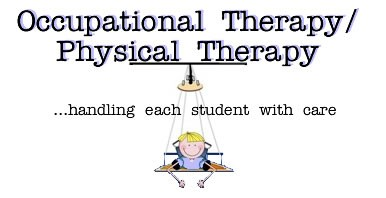 Occupational Therapy/
Physical Therapy
...handling each student with care